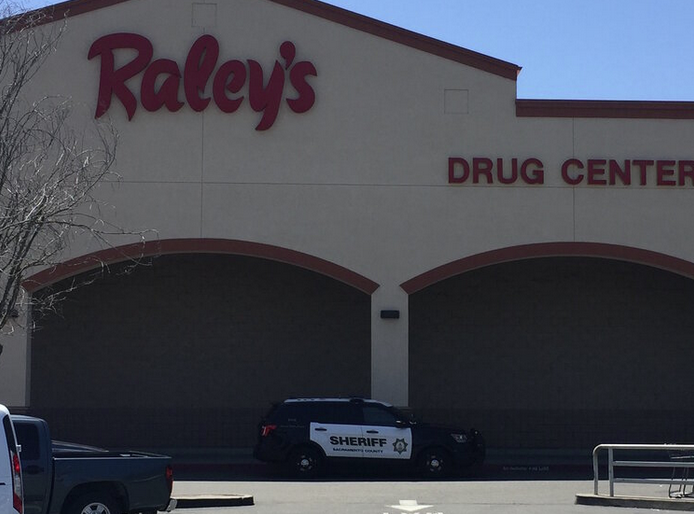 Raley's
DRUG CENTER
SHERIFF
SACRAMENTO COUNTY